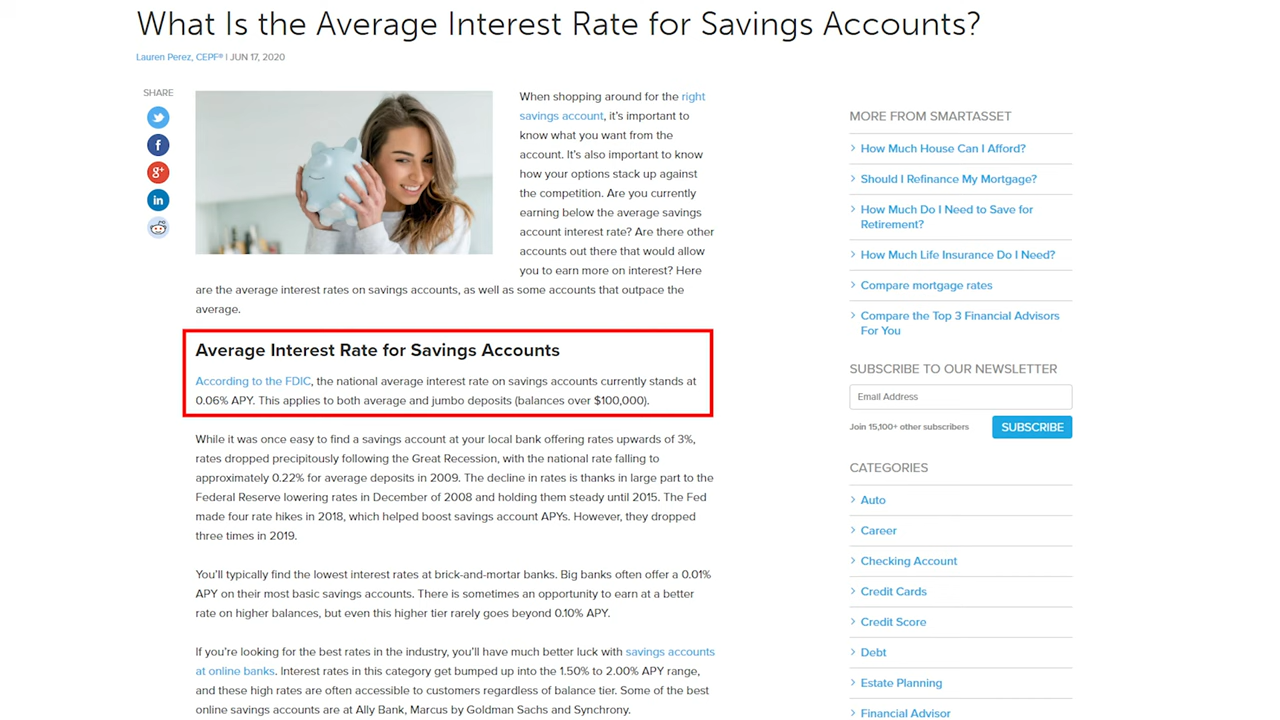 What Is the Average Interest Rate for Savings Accounts?
Lauren Perez, CEPF® | JUN 17, 2020
SHARE
f
g+
in
When shopping around for the right
savings account, it's important to
know what you want from the
account. It's also important to know
how your options stack up against
the competition. Are you currently
earning below the average savings
account interest rate? Are there other
accounts out there that would allow
you to earn more on interest? Here
are the average interest rates on savings accounts, as well as some accounts that outpace the
average.
Average Interest Rate for Savings Accounts
According to the FDIC, the national average interest rate on savings accounts currently stands at
0.06% APY. This applies to both average and jumbo deposits (balances over $100,000).
While it was once easy to find a savings account at your local bank offering rates upwards of 3%,
rates dropped precipitously following the Great Recession, with the national rate falling to
approximately 0.22% for average deposits in 2009. The decline in rates is thanks in large part to the
Federal Reserve lowering rates in December of 2008 and holding them steady until 2015. The Fed
made four rate hikes in 2018, which helped boost savings account APYs. However, they dropped
three times in 2019.
You'll typically find the lowest interest rates at brick-and-mortar banks. Big banks often offer a 0.01%
APY on their most basic savings accounts. There is sometimes an opportunity to earn at a better
rate on higher balances, but even this higher tier rarely goes beyond 0.10% APY.
If you're looking for the best rates in the industry, you'll have much better luck with savings accounts
at online banks. Interest rates in this category get bumped up into the 1.50% to 2.00% APY range,
and these high rates are often accessible to customers regardless of balance tier. Some of the best
online savings accounts are at Ally Bank, Marcus by Goldman Sachs and Synchrony.
MORE FROM SMARTASSET
How Much House Can I Afford?
Should I Refinance My Mortgage?
How Much Do I Need to Save for
Retirement?
How Much Life Insurance Do I Need?
Compare mortgage rates
Compare the Top 3 Financial Advisors
For You
SUBSCRIBE TO OUR NEWSLETTER
Email Address
Join 15,100+ other subscribers
SUBSCRIBE
CATEGORIES
Auto
Career
Checking Account
Credit Cards
Credit Score
Debt
Estate Planning
Financial Advisor